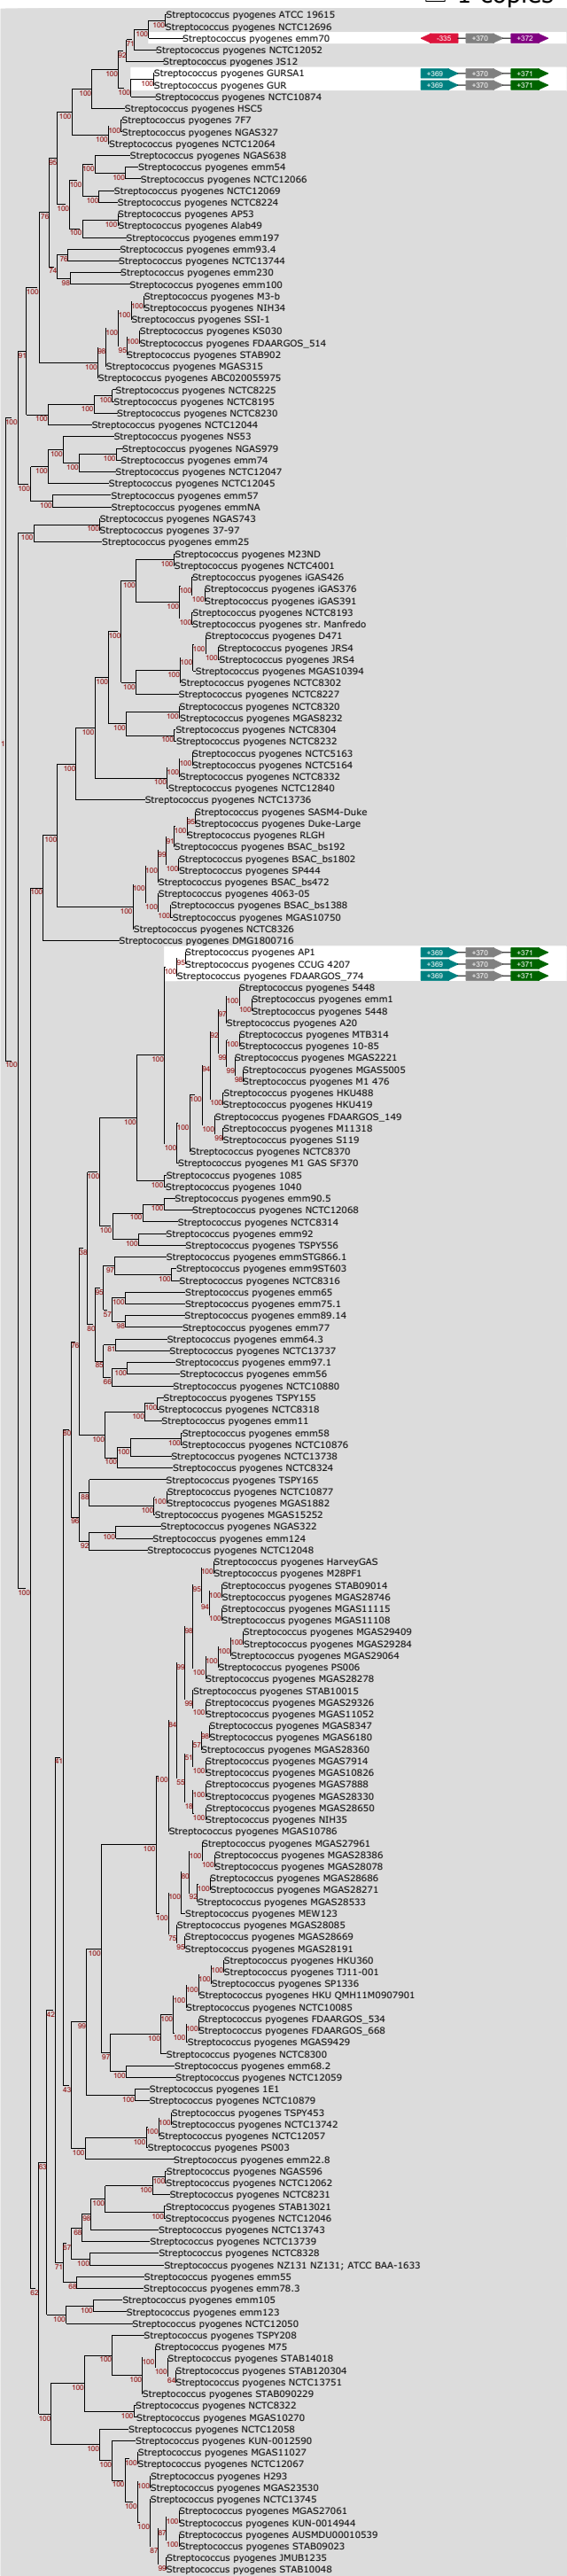 1 copies
Streptococcus pyogenes ATCC 19615
Streptococcus pyogenes NCTC12696
Streptococcus pyogenes emm70 -335 +370 +372
Streptococcus pyogenes NCTC12052
Streptococcus pyogenes JS12
Streptococcus pyogenes GURSA1 +369 +370 +371
Streptococcus pyogenes GUR +369 +370 +371
Streptococcus pyogenes NCTC10874
Streptococcus pyogenes HSC5
Streptococcus pyogenes 7F7
Streptococcus pyogenes NGAS327
Streptococcus pyogenes NCTC12064
Streptococcus pyogenes NGAS638
Streptococcus pyogenes emm54
Streptococcus pyogenes NCTC12066
Streptococcus pyogenes NCTC12069
Streptococcus pyogenes NCTC8224
Streptococcus pyogenes AP53
Streptococcus pyogenes Alab49
Streptococcus pyogenes emm197
Streptococcus pyogenes emm93.4
Streptococcus pyogenes NCTC13744
Streptococcus pyogenes emm230
Streptococcus pyogenes emm100
Streptococcus pyogenes M3-b
Streptococcus pyogenes NIH34
Streptococcus pyogenes SSI-1
Streptococcus pyogenes KS030
Streptococcus pyogenes FDAARGOS_514
Streptococcus pyogenes STAB902
Streptococcus pyogenes MGAS315
Streptococcus pyogenes ABC020055975
Streptococcus pyogenes NCTC8225
Streptococcus pyogenes NCTC8195
Streptococcus pyogenes NCTC8230
Streptococcus pyogenes NCTC12044
Streptococcus pyogenes NS53
Streptococcus pyogenes NGAS979
Streptococcus pyogenes emm74
Streptococcus pyogenes NCTC12047
Streptococcus pyogenes NCTC12045
Streptococcus pyogenes emm57
Streptococcus pyogenes emmNA
Streptococcus pyogenes NGAS743
Streptococcus pyogenes 37-97
Streptococcus pyogenes emm25
Streptococcus pyogenes M23ND
Streptococcus pyogenes NCTC4001
Streptococcus pyogenes iGAS426
Streptococcus pyogenes iGAS376
Streptococcus pyogenes iGAS391
Streptococcus pyogenes NCTC8193
Streptococcus pyogenes str. Manfredo
Streptococcus pyogenes D471
Streptococcus pyogenes JRS4
Streptococcus pyogenes JRS4
Streptococcus pyogenes MGAS10394
Streptococcus pyogenes NCTC8302
Streptococcus pyogenes NCTC8227
Streptococcus pyogenes NCTC8320
Streptococcus pyogenes MGAS8232
Streptococcus pyogenes NCTC8304
Streptococcus pyogenes NCTC8232
Streptococcus pyogenes NCTC5163
Streptococcus pyogenes NCTC5164
Streptococcus pyogenes NCTC8332
Streptococcus pyogenes NCTC12840
Streptococcus pyogenes NCTC13736
Streptococcus pyogenes SASM4-Duke
Streptococcus pyogenes Duke-Large
Streptococcus pyogenes RLGH
Streptococcus pyogenes BSAC_bs192
Streptococcus pyogenes BSAC_bs1802
Streptococcus pyogenes SP444
Streptococcus pyogenes BSAC_bs472
Streptococcus pyogenes 4063-05
Streptococcus pyogenes BSAC_bs1388
Streptococcus pyogenes MGAS10750
Streptococcus pyogenes NCTC8326
Streptococcus pyogenes DMG1800716
Streptococcus pyogenes AP1 +369 +370 +371
Streptococcus pyogenes CCUG 4207 +369 +370 +371
Streptococcus pyogenes FDAARGOS_774 +369 +370 +371
Streptococcus pyogenes 5448
Streptococcus pyogenes emm1
Streptococcus pyogenes 5448
Streptococcus pyogenes A20
Streptococcus pyogenes MTB314
Streptococcus pyogenes 10-85
Streptococcus pyogenes MGAS2221
Streptococcus pyogenes MGAS5005
Streptococcus pyogenes M1 476
Streptococcus pyogenes HKU488
Streptococcus pyogenes HKU419
Streptococcus pyogenes FDAARGOS_149
Streptococcus pyogenes M11318
Streptococcus pyogenes S119
Streptococcus pyogenes NCTC8370
Streptococcus pyogenes M1 GAS SF370
Streptococcus pyogenes 1085
Streptococcus pyogenes 1040
Streptococcus pyogenes emm90.5
Streptococcus pyogenes NCTC12068
Streptococcus pyogenes NCTC8314
Streptococcus pyogenes emm92
Streptococcus pyogenes TSPY556
Streptococcus pyogenes emmSTG866.1
Streptococcus pyogenes emm9ST603
Streptococcus pyogenes NCTC8316
Streptococcus pyogenes emm65
Streptococcus pyogenes emm75.1
Streptococcus pyogenes emm89.14
Streptococcus pyogenes emm77
Streptococcus pyogenes emm64.3
Streptococcus pyogenes NCTC13737
Streptococcus pyogenes emm97.1
Streptococcus pyogenes emm56
Streptococcus pyogenes NCTC10880
Streptococcus pyogenes TSPY155
Streptococcus pyogenes NCTC8318
Streptococcus pyogenes emm11
Streptococcus pyogenes emm58
Streptococcus pyogenes NCTC10876
Streptococcus pyogenes NCTC13738
Streptococcus pyogenes NCTC8324
Streptococcus pyogenes TSPY165
Streptococcus pyogenes NCTC10877
Streptococcus pyogenes MGAS1882
Streptococcus pyogenes MGAS15252
Streptococcus pyogenes NGAS322
Streptococcus pyogenes emm124
Streptococcus pyogenes NCTC12048
Streptococcus pyogenes HarveyGAS
Streptococcus pyogenes M28PF1
Streptococcus pyogenes STAB09014
Streptococcus pyogenes MGAS28746
Streptococcus pyogenes MGAS11115
Streptococcus pyogenes MGAS11108
Streptococcus pyogenes MGAS29409
Streptococcus pyogenes MGAS29284
Streptococcus pyogenes MGAS29064
Streptococcus pyogenes PS006
Streptococcus pyogenes MGAS28278
Streptococcus pyogenes STAB10015
Streptococcus pyogenes MGAS29326
Streptococcus pyogenes MGAS11052
Streptococcus pyogenes MGAS8347
Streptococcus pyogenes MGAS6180
Streptococcus pyogenes MGAS28360
Streptococcus pyogenes MGAS7914
Streptococcus pyogenes MGAS10826
Streptococcus pyogenes MGAS7888
Streptococcus pyogenes MGAS28330
Streptococcus pyogenes MGAS28650
Streptococcus pyogenes NIH35
Streptococcus pyogenes MGAS10786
Streptococcus pyogenes MGAS27961
Streptococcus pyogenes MGAS28386
Streptococcus pyogenes MGAS28078
Streptococcus pyogenes MGAS28686
Streptococcus pyogenes MGAS28271
Streptococcus pyogenes MGAS28533
Streptococcus pyogenes MEW123
Streptococcus pyogenes MGAS28085
Streptococcus pyogenes MGAS28669
Streptococcus pyogenes MGAS28191
Streptococcus pyogenes HKU360
Streptococcus pyogenes TJ11-001
Streptococcus pyogenes SP1336
Streptococcus pyogenes HKU QMH11M0907901
Streptococcus pyogenes NCTC10085
Streptococcus pyogenes FDAARGOS_534
Streptococcus pyogenes FDAARGOS_668
Streptococcus pyogenes MGAS9429
Streptococcus pyogenes NCTC8300
Streptococcus pyogenes emm68.2
Streptococcus pyogenes NCTC12059
Streptococcus pyogenes 1E1
Streptococcus pyogenes NCTC10879
Streptococcus pyogenes TSPY453
Streptococcus pyogenes NCTC13742
Streptococcus pyogenes NCTC12057
Streptococcus pyogenes PS003
Streptococcus pyogenes emm22.8
Streptococcus pyogenes NGAS596
Streptococcus pyogenes NCTC12062
Streptococcus pyogenes NCTC8231
Streptococcus pyogenes STAB13021
Streptococcus pyogenes NCTC12046
Streptococcus pyogenes NCTC13743
Streptococcus pyogenes NCTC13739
Streptococcus pyogenes NCTC8328
Streptococcus pyogenes NZ131 NZ131; ATCC BAA-1633
Streptococcus pyogenes emm55
Streptococcus pyogenes emm78.3
Streptococcus pyogenes emm105
Streptococcus pyogenes emm123
Streptococcus pyogenes NCTC12050
Streptococcus pyogenes TSPY208
Streptococcus pyogenes M75
Streptococcus pyogenes STAB14018
Streptococcus pyogenes STAB120304
Streptococcus pyogenes NCTC13751
Streptococcus pyogenes STAB090229
Streptococcus pyogenes NCTC8322
Streptococcus pyogenes MGAS10270
Streptococcus pyogenes NCTC12058
Streptococcus pyogenes KUN-0012590
Streptococcus pyogenes MGAS11027
Streptococcus pyogenes NCTC12067
Streptococcus pyogenes H293
Streptococcus pyogenes MGAS23530
Streptococcus pyogenes NCTC13745
Streptococcus pyogenes MGAS27061
Streptococcus pyogenes KUN-0014944
Streptococcus pyogenes AUSMDU00010539
Streptococcus pyogenes STAB09023
Streptococcus pyogenes JMUB1235
Streptococcus pyogenes STAB10048